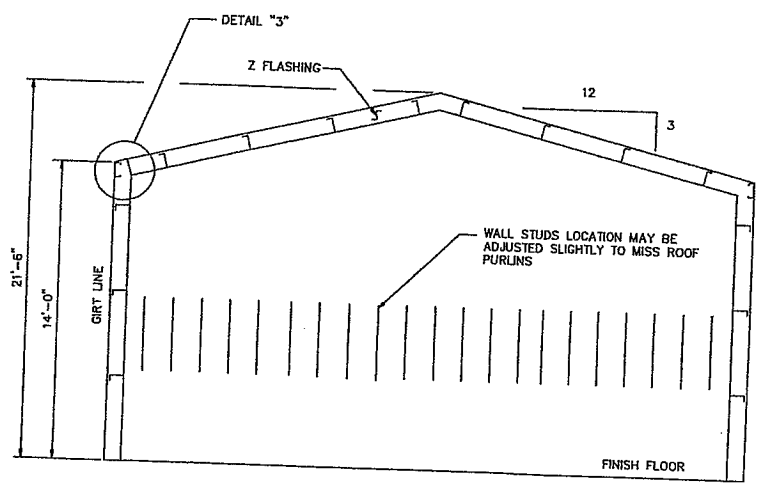 DETAIL "3"
Z FLASHING
12
3
WALL STUDS LOCATION MAY BE
ADJUSTED SLIGHTLY TO MISS ROOF
PURLINS
21'-6"
14'-0"
GIRT LINE
FINISH FLOOR